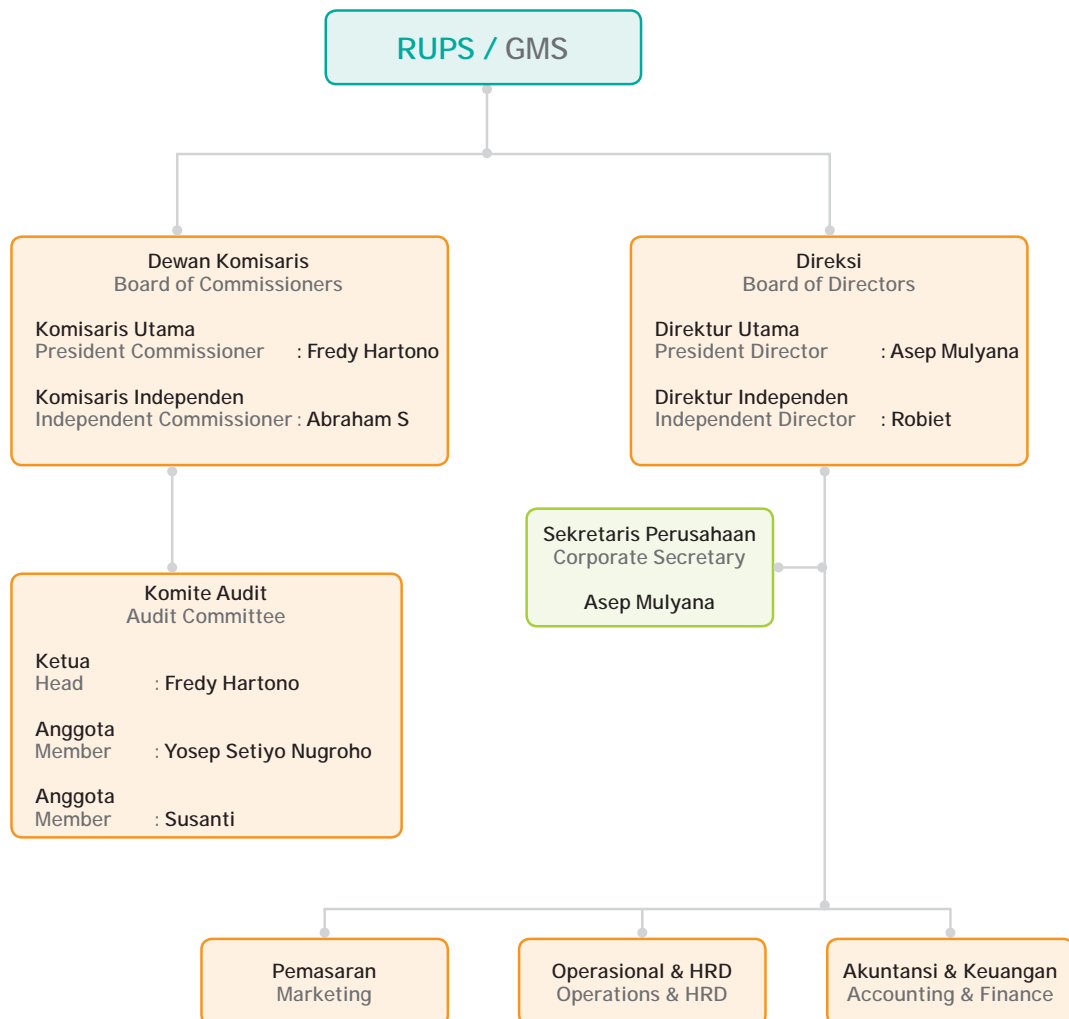 RUPS / GMS
Dewan Komisaris
Board of Commissioners
Komisaris Utama
President Commissioner : Fredy Hartono
Komisaris Independen
Independent Commissioner : Abraham S
Direksi
Board of Directors
Direktur Utama
President Director : Asep Mulyana
Direktur Independen
Independent Director : Robiet
Sekretaris Perusahaan
Corporate Secretary
Asep Mulyana
Komite Audit
Audit Committee
Ketua
Head : Fredy Hartono
Anggota
Member : Yosep Setiyo Nugroho
Anggota
Member : Susanti
Pemasaran
Marketing
Operasional & HRD
Operations & HRD
Akuntansi & Keuangan
Accounting & Finance